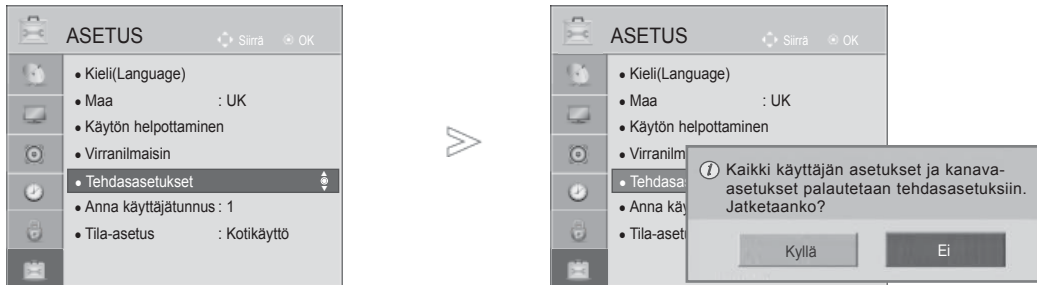 ASETUS
Siirrä OK
• Kieli(Language)
• Maa : UK
• Käytön helpottaminen
• Virranilmaisin
• Tehdasasetukset
• Anna käyttäjätunnus : 1
• Tila-asetus : Kotikäyttö
ASETUS
Siirrä OK
• Kieli(Language)
• Maa : UK
• Käytön helpottaminen
• Virranilm
• Tehdasa
• Anna käy
• Tila-aset
Kaikki käyttäjän asetukset ja kanava-
asetukset palautetaan tehdasasetuksiin.
Jatketaanko?
Kyllä
Ei